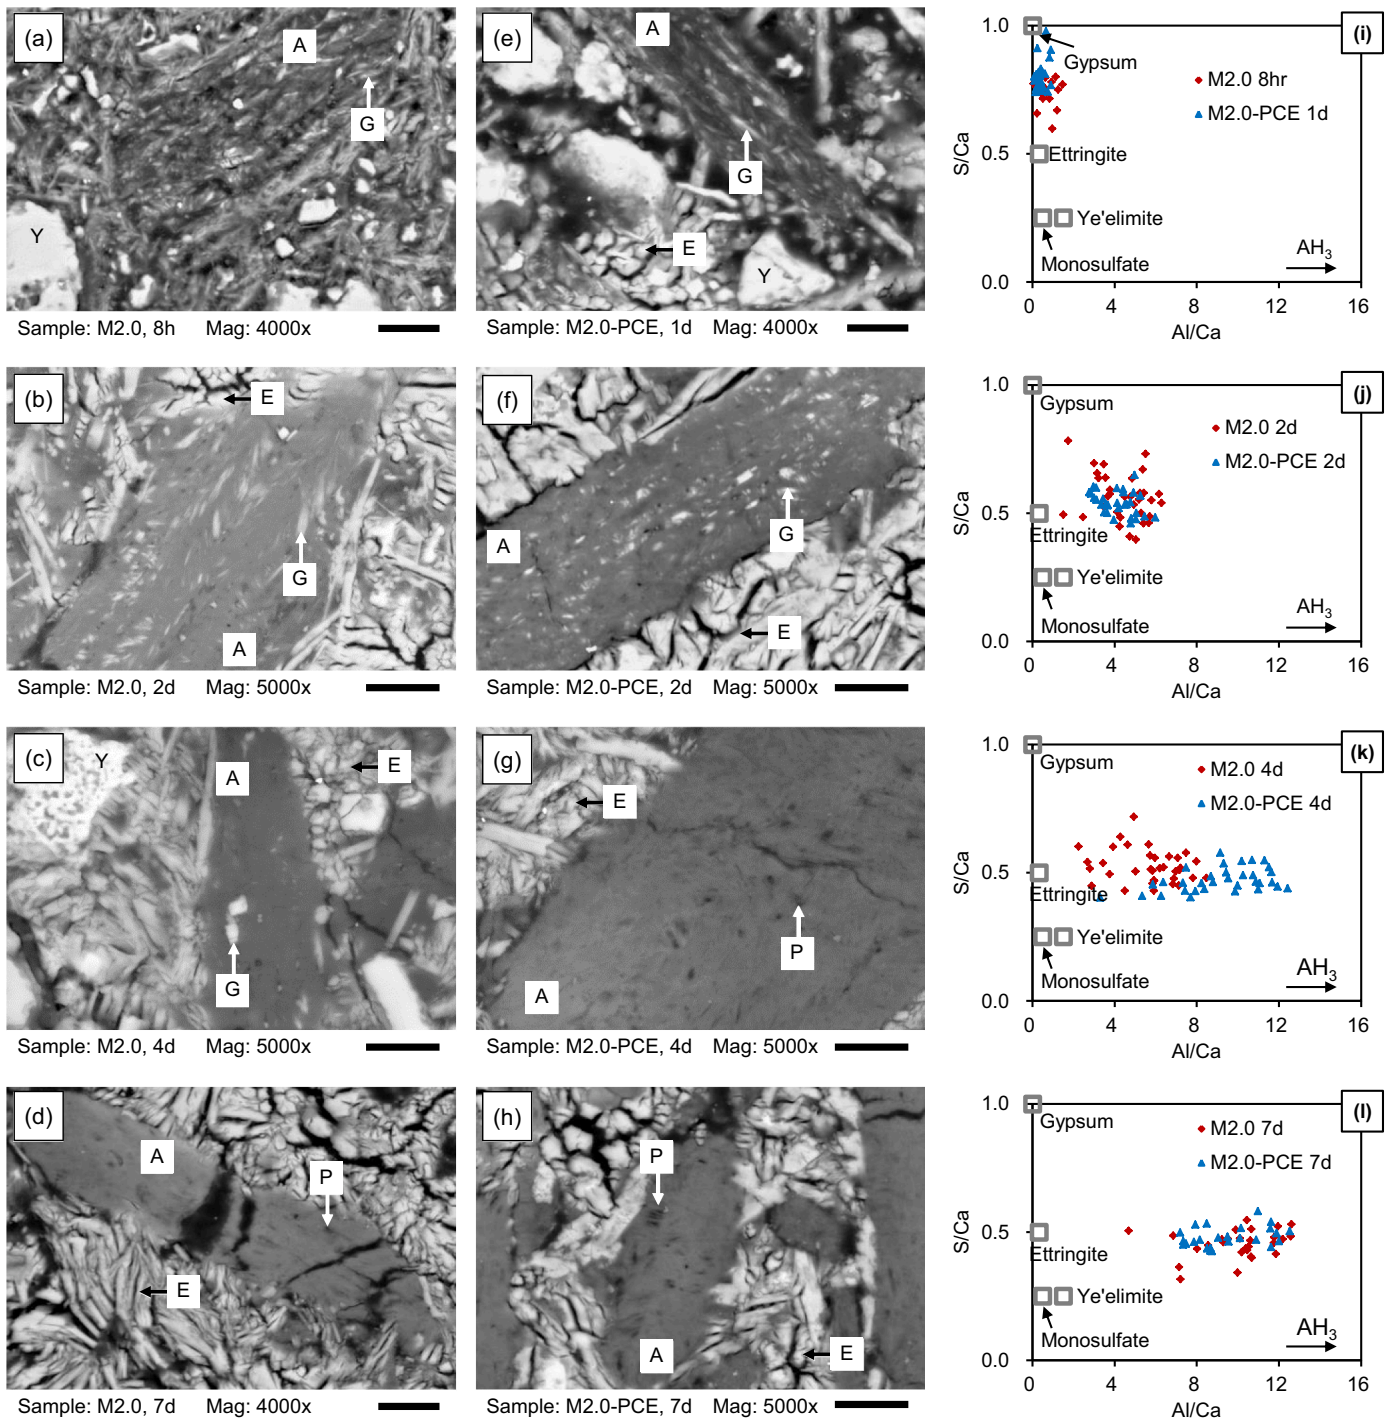 (a)
A
G
Y
Sample: M2.0, 8h Mag: 4000x
(e)
A
G
E
Y
Sample: M2.0-PCE, 1d Mag: 4000x
(i)
1.0
Gypsum
M2.0 8hr
M2.0-PCE 1d
S/Ca
0.5
Ettringite
Ye'elimite
Monosulfate
AH3
0.0
0 4 8 12 16
Al/Ca
(b)
E
G
A
Sample: M2.0, 2d Mag: 5000x
(f)
A
G
E
Sample: M2.0-PCE, 2d Mag: 5000x
(j)
1.0
Gypsum
M2.0 2d
M2.0-PCE 2d
S/Ca
0.5
Ettringite
Ye'elimite
Monosulfate
AH3
0.0
0 4 8 12 16
Al/Ca
(c)
Y
A
E
G
Sample: M2.0, 4d Mag: 5000x
(g)
E
P
A
Sample: M2.0-PCE, 4d Mag: 5000x
(k)
1.0
Gypsum
M2.0 4d
M2.0-PCE 4d
S/Ca
0.5
Ettringite
Ye'elimite
Monosulfate
AH3
0.0
0 4 8 12 16
Al/Ca
(d)
A
P
E
Sample: M2.0, 7d Mag: 4000x
(h)
P
A
E
Sample: M2.0-PCE, 7d Mag: 5000x
(l)
1.0
Gypsum
M2.0 7d
M2.0-PCE 7d
S/Ca
0.5
Ettringite
Ye'elimite
Monosulfate
AH3
0.0
0 4 8 12 16
Al/Ca